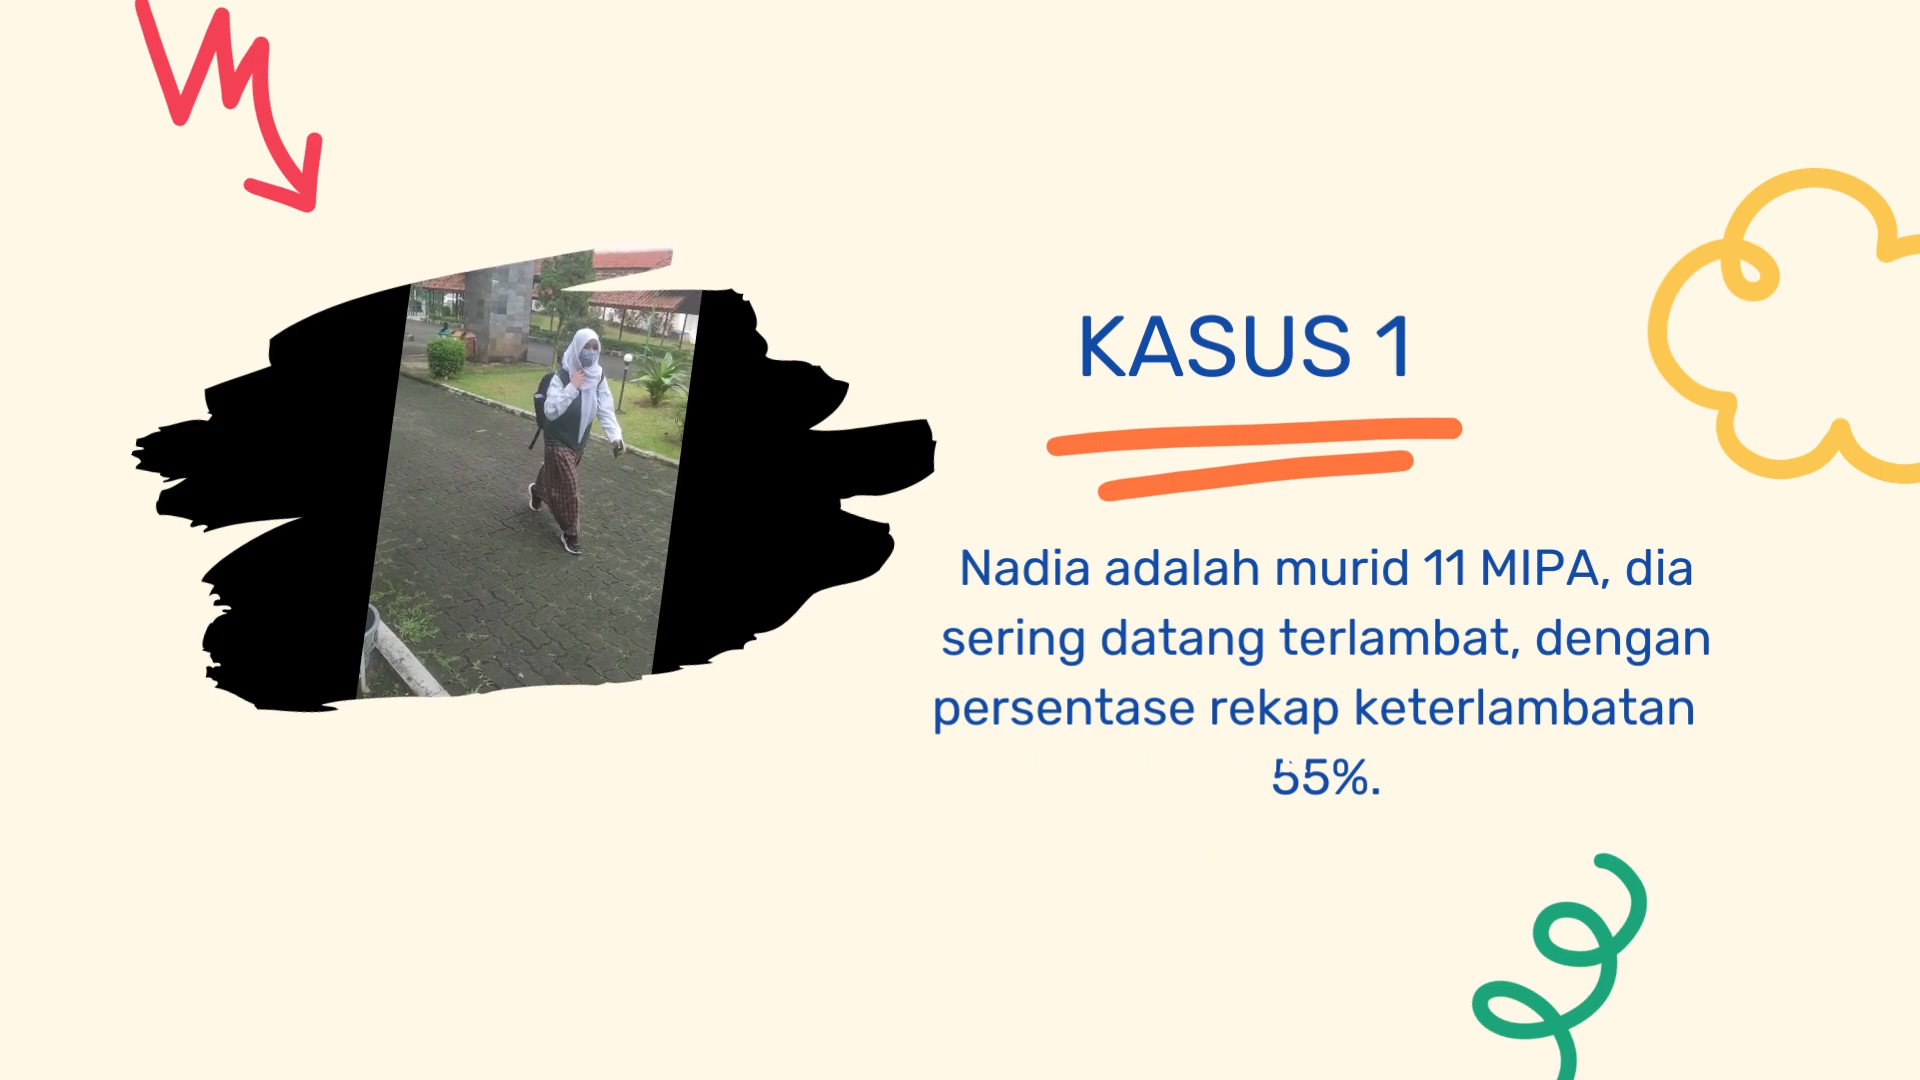 KASUS 1
Nadia adalah murid 11 MIPA, dia
sering datang terlambat, dengan
persentase rekap keterlambatan
55%.